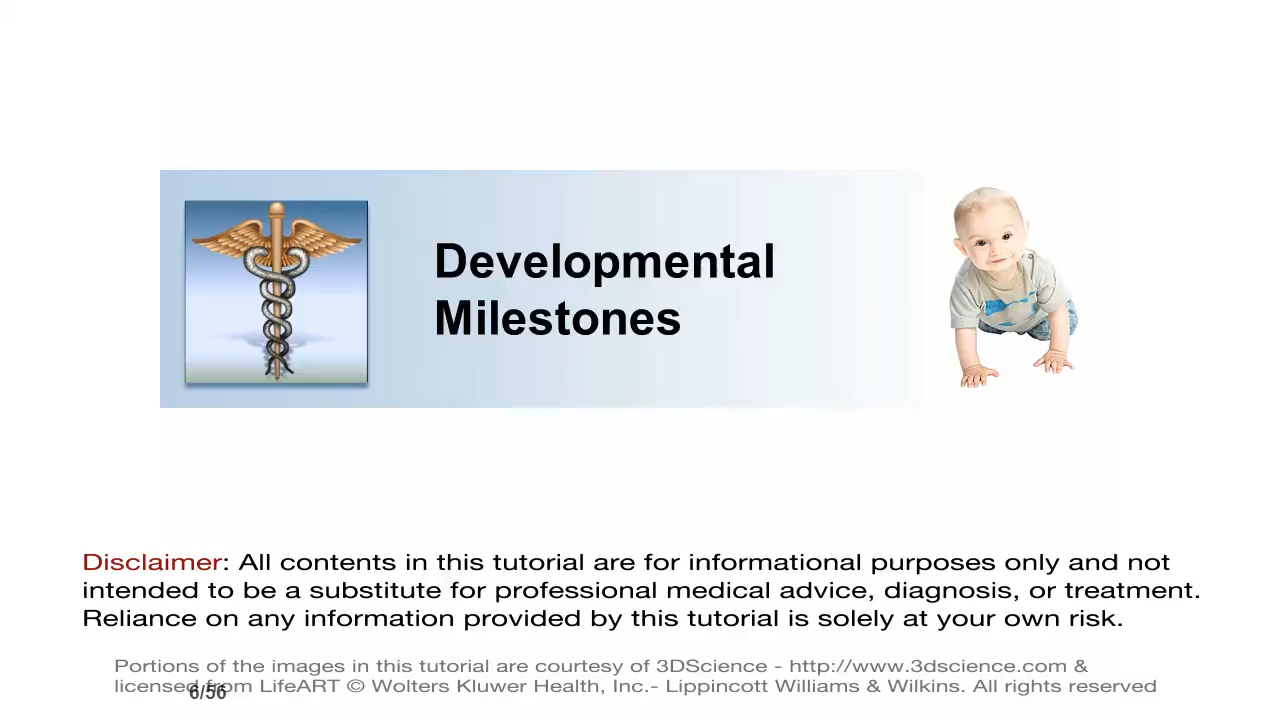 Developmental
Milestones
Disclaimer: All contents in this tutorial are for informational purposes only and not
intended to be a substitute for professional medical advice, diagnosis, or treatment.
Reliance on any information provided by this tutorial is solely at your own risk.
Portions of the images in this tutorial are courtesy of 3DScience - http://www.3dscience.com &
licensed from LifeART © Wolters Kluwer Health, Inc.- Lippincott Williams & Wilkins. All rights reserved
6/56